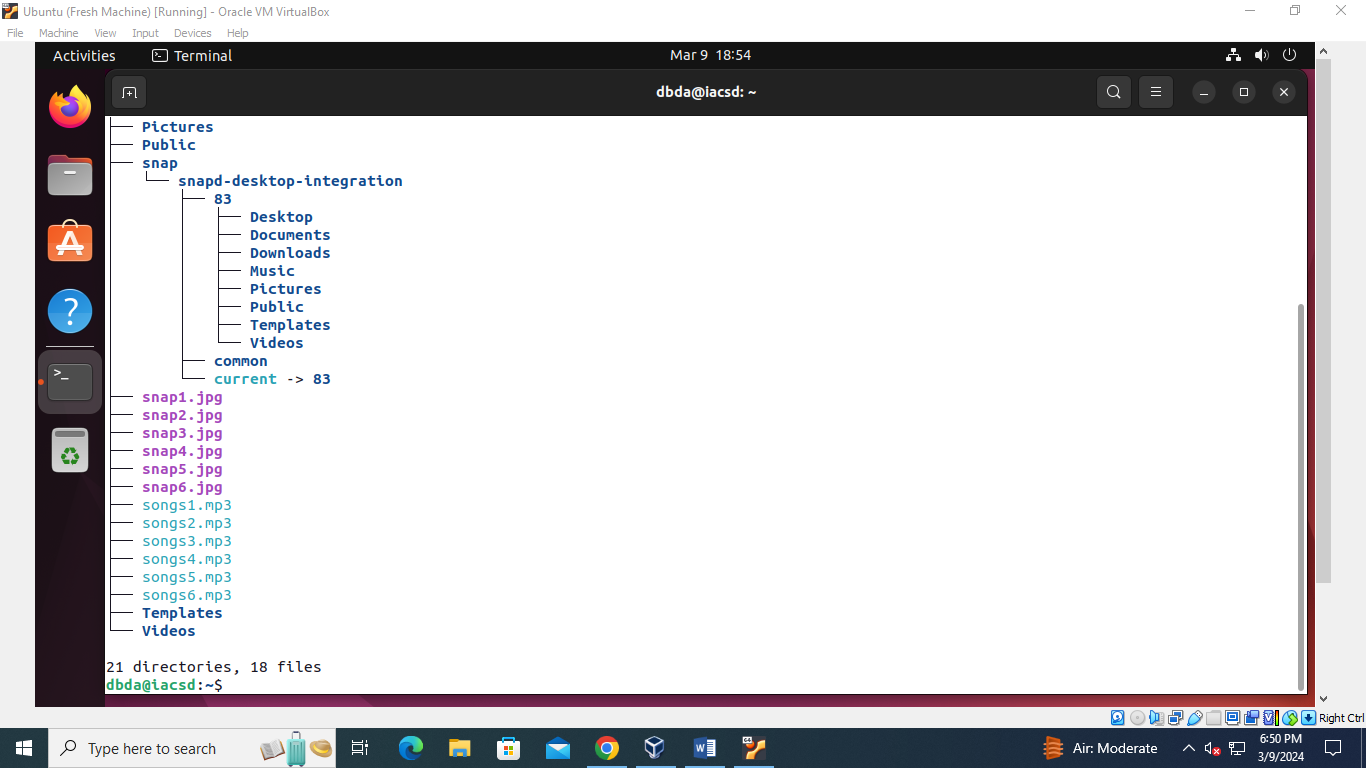 Ubuntu (Fresh Machine) [Running] - Oracle VM VirtualBox
File Machine View Input Devices Help
Activities Terminal Mar 9 18:54
dbda@iacsd: ~
├── Pictures
├── Public
├── snap
│   └── snapd-desktop-integration
│       ├── 83
│       │   ├── Desktop
│       │   ├── Documents
│       │   ├── Downloads
│       │   ├── Music
│       │   ├── Pictures
│       │   ├── Public
│       │   ├── Templates
│       │   └── Videos
│       ├── common
│       └── current -> 83
├── snap1.jpg
├── snap2.jpg
├── snap3.jpg
├── snap4.jpg
├── snap5.jpg
├── snap6.jpg
├── songs1.mp3
├── songs2.mp3
├── songs3.mp3
├── songs4.mp3
├── songs5.mp3
├── songs6.mp3
├── Templates
└── Videos
21 directories, 18 files
dbda@iacsd:~$
Right Ctrl
Type here to search
Air: Moderate
6:50 PM
3/9/2024